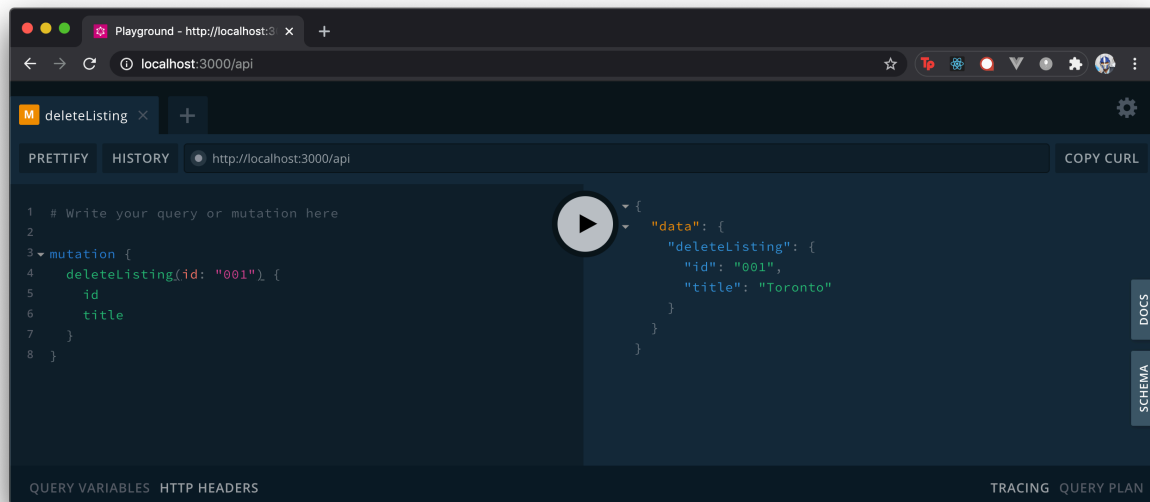 Playground - http://localhost:3
localhost:3000/api
Tp
M deleteListing
PRETTIFY HISTORY http://localhost:3000/api COPY CURL
1 # Write your query or mutation here
2
3 mutation {
4 deleteListing(id: "001") {
5 id
6 title
7 }
8 }
{
"data": {
"deleteListing": {
"id": "001",
"title": "Toronto"
}
}
}
DOCS
SCHEMA
QUERY VARIABLES HTTP HEADERS TRACING QUERY PLAN